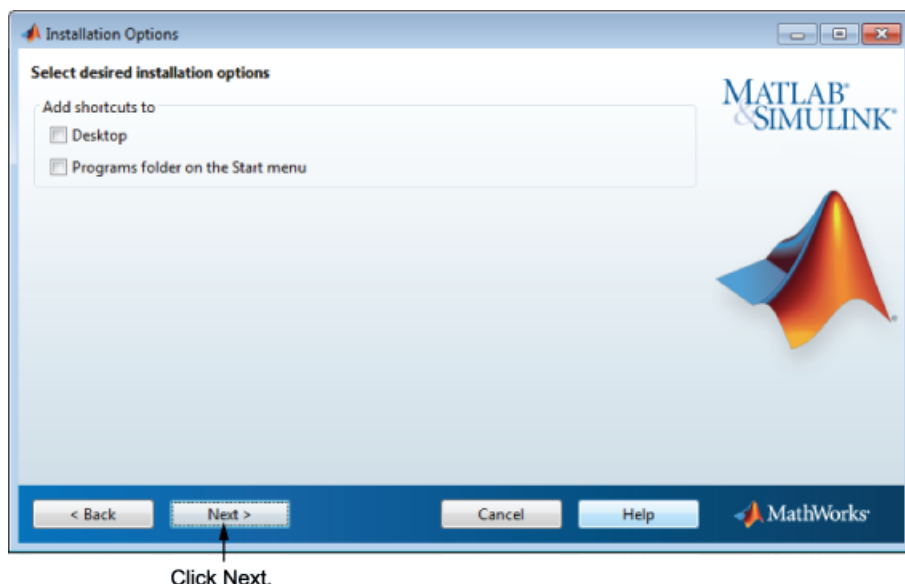 Installation Options
Select desired installation options
MATLAB®
&SIMULINK®
Add shortcuts to
Desktop
Programs folder on the Start menu
< Back
Next >
Cancel
Help
MathWorks®
Click Next.